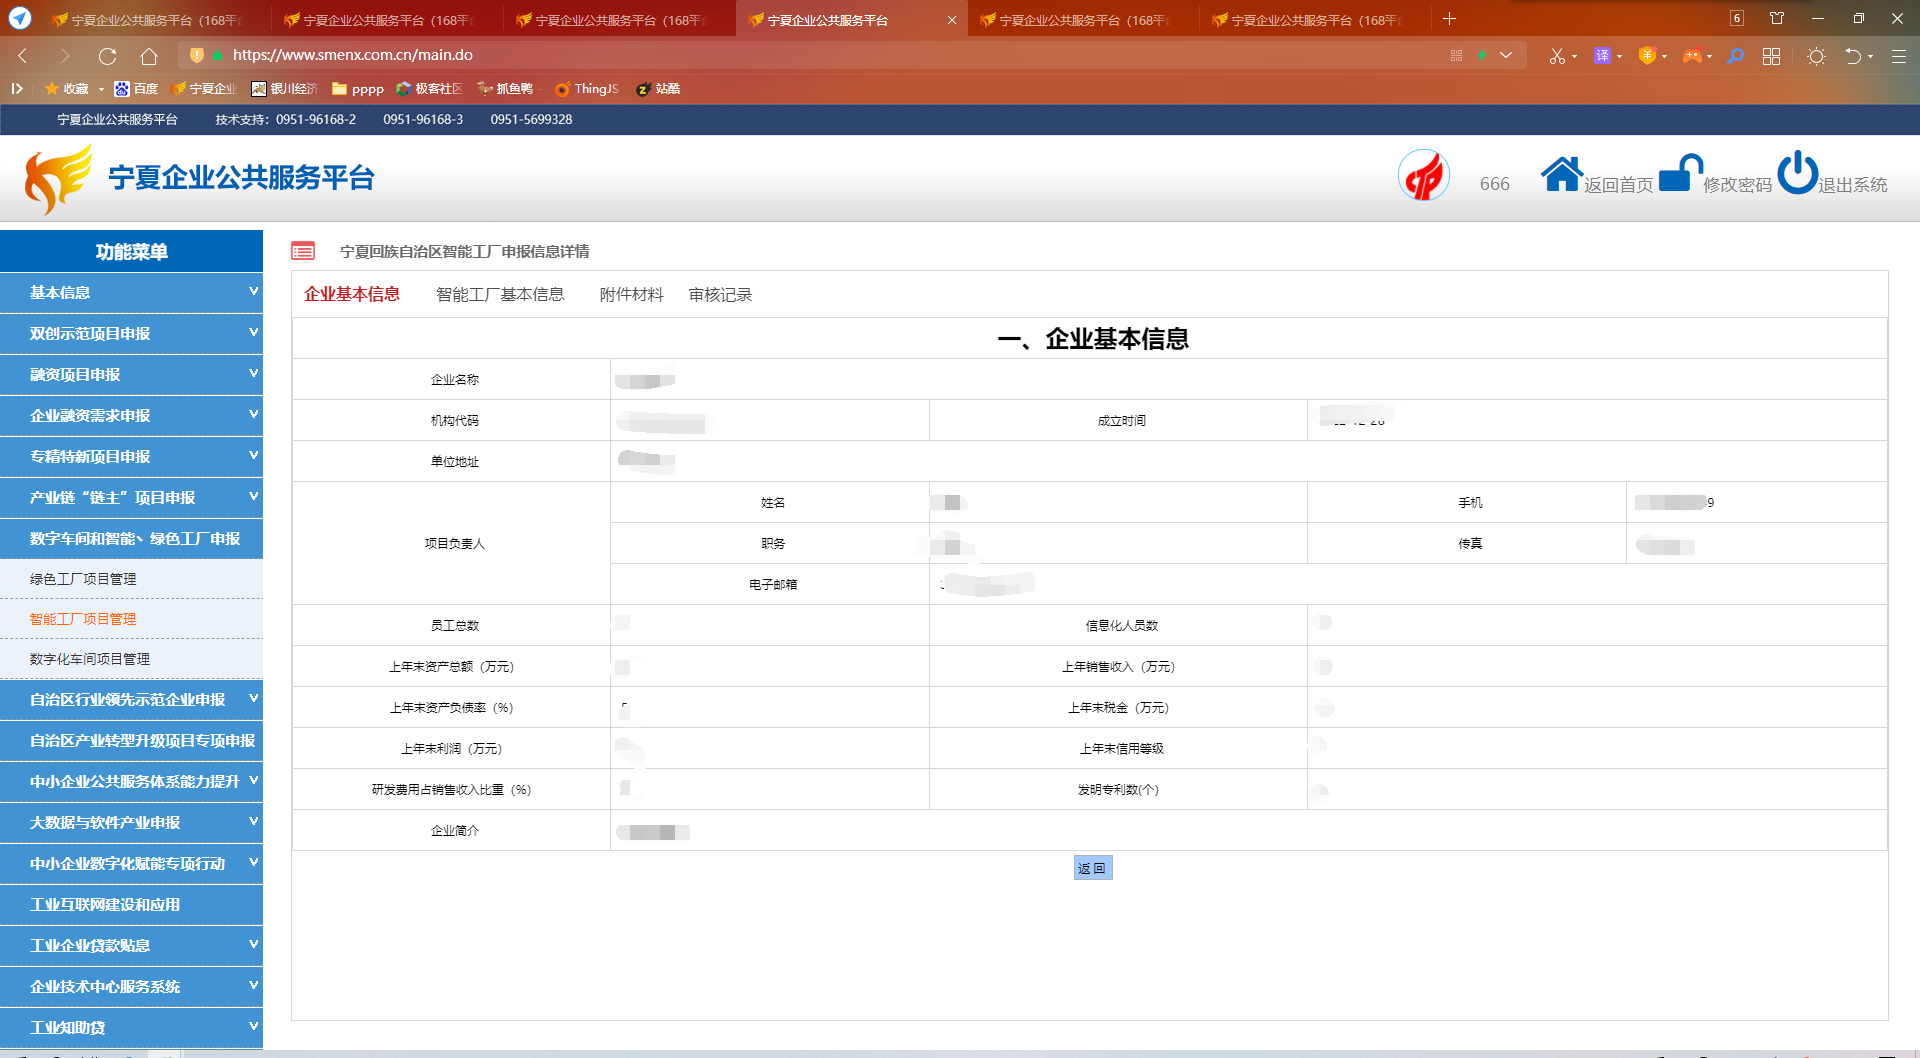 宁夏企业公共服务平台（168平台
宁夏企业公共服务平台（168平台
宁夏企业公共服务平台（168平台
宁夏企业公共服务平台
宁夏企业公共服务平台（168平台
宁夏企业公共服务平台（168平台
6
https://www.smenx.com.cn/main.do
译
收藏 百度 宁夏企业 银川经济 pppp 极客社区 抓鱼鸭 ThingJS 站酷
宁夏企业公共服务平台 技术支持：0951-96168-2 0951-96168-3 0951-5699328
宁夏企业公共服务平台
666 返回首页 修改密码 退出系统
功能菜单
基本信息
双创示范项目申报
融资项目申报
企业融资需求申报
专精特新项目申报
产业链“链主”项目申报
数字车间和智能、绿色工厂申报
绿色工厂项目管理
智能工厂项目管理
数字化车间项目管理
自治区行业领先示范企业申报
自治区产业转型升级项目专项申报
中小企业公共服务体系能力提升
大数据与软件产业申报
中小企业数字化赋能专项行动
工业互联网建设和应用
工业企业贷款贴息
企业技术中心服务系统
工业知助贷
宁夏回族自治区智能工厂申报信息详情
企业基本信息 智能工厂基本信息 附件材料 审核记录
一、企业基本信息
企业名称
机构代码 成立时间
单位地址
项目负责人 姓名 手机 9
职务 传真
电子邮箱
员工总数 信息化人员数
上年末资产总额（万元） 上年销售收入（万元）
上年末资产负债率（%） 上年末税金（万元）
上年末利润（万元） 上年末信用等级
研发费用占销售收入比重（%） 发明专利数(个)
企业简介
返 回